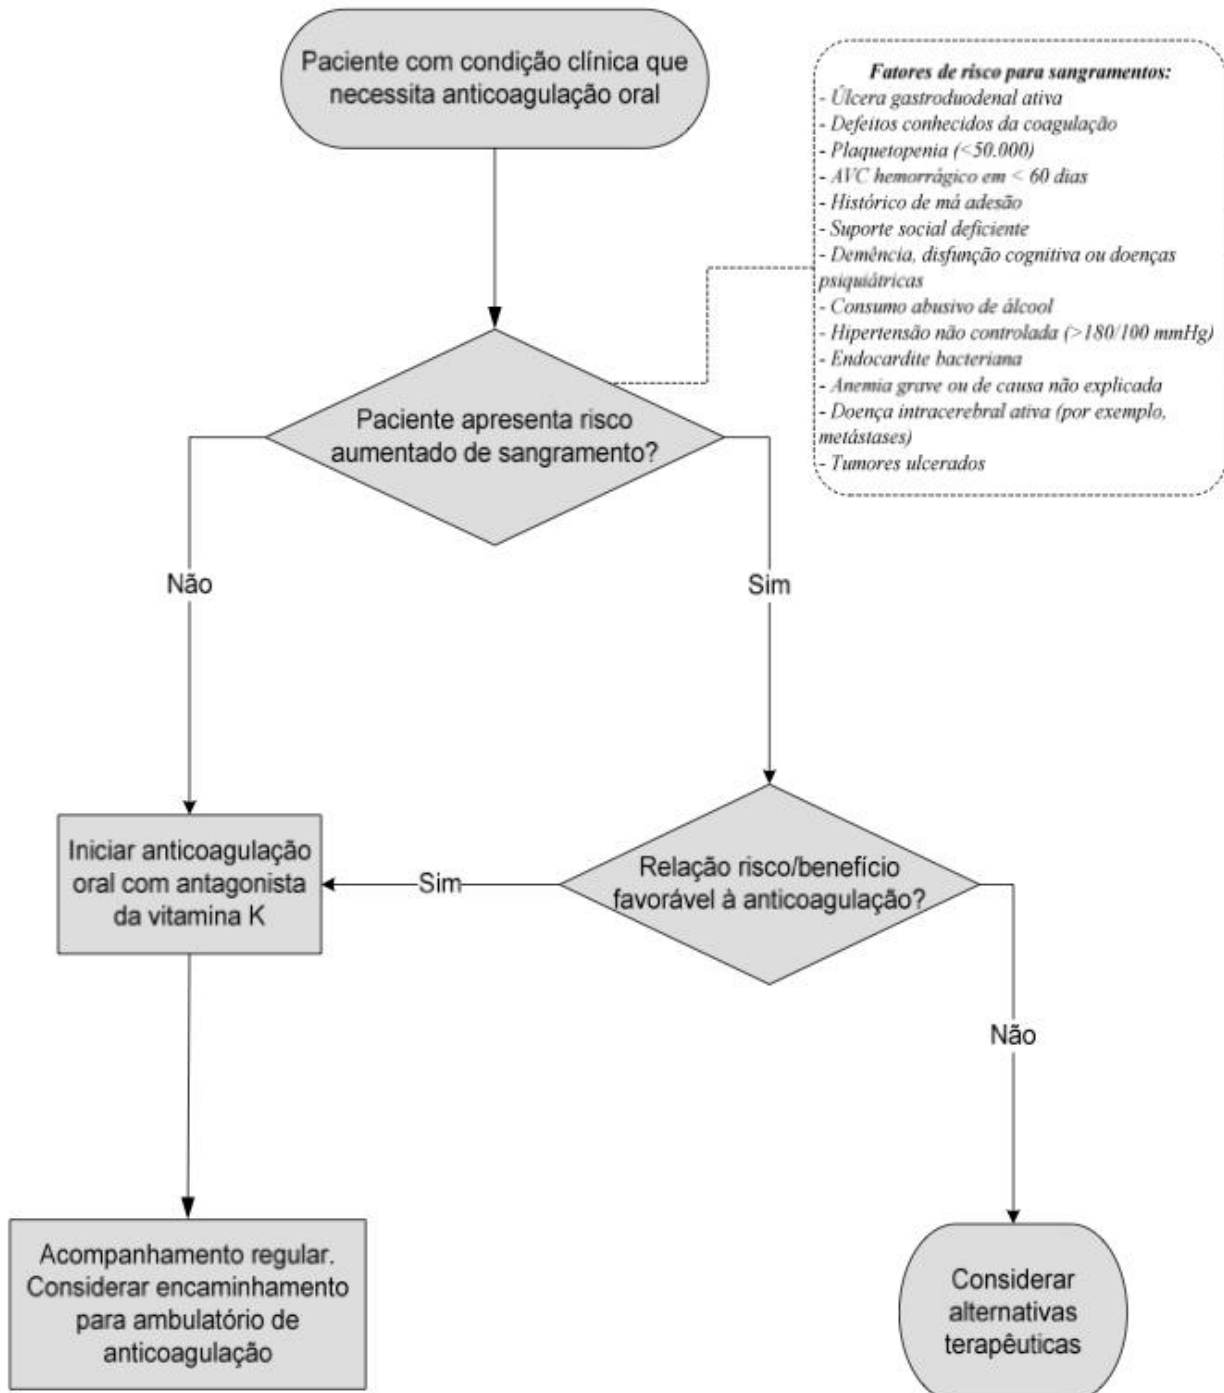 Paciente com condição clínica que
necessita anticoagulação oral
Fatores de risco para sangramentos:
- Úlcera gastroduodenal ativa
- Defeitos conhecidos da coagulação
- Plaquetopenia (<50.000)
- AVC hemorrágico em < 60 dias
- Histórico de má adesão
- Suporte social deficiente
- Demência, disfunção cognitiva ou doenças
psiquiátricas
- Consumo abusivo de álcool
- Hipertensão não controlada (>180/100 mmHg)
- Endocardite bacteriana
- Anemia grave ou de causa não explicada
- Doença intracerebral ativa (por exemplo,
metástases)
- Tumores ulcerados
Paciente apresenta risco
aumentado de sangramento?
Não
Sim
Iniciar anticoagulação
oral com antagonista
da vitamina K
Sim
Relação risco/benefício
favorável à anticoagulação?
Não
Acompanhamento regular.
Considerar encaminhamento
para ambulatório de
anticoagulação
Considerar
alternativas
terapêuticas